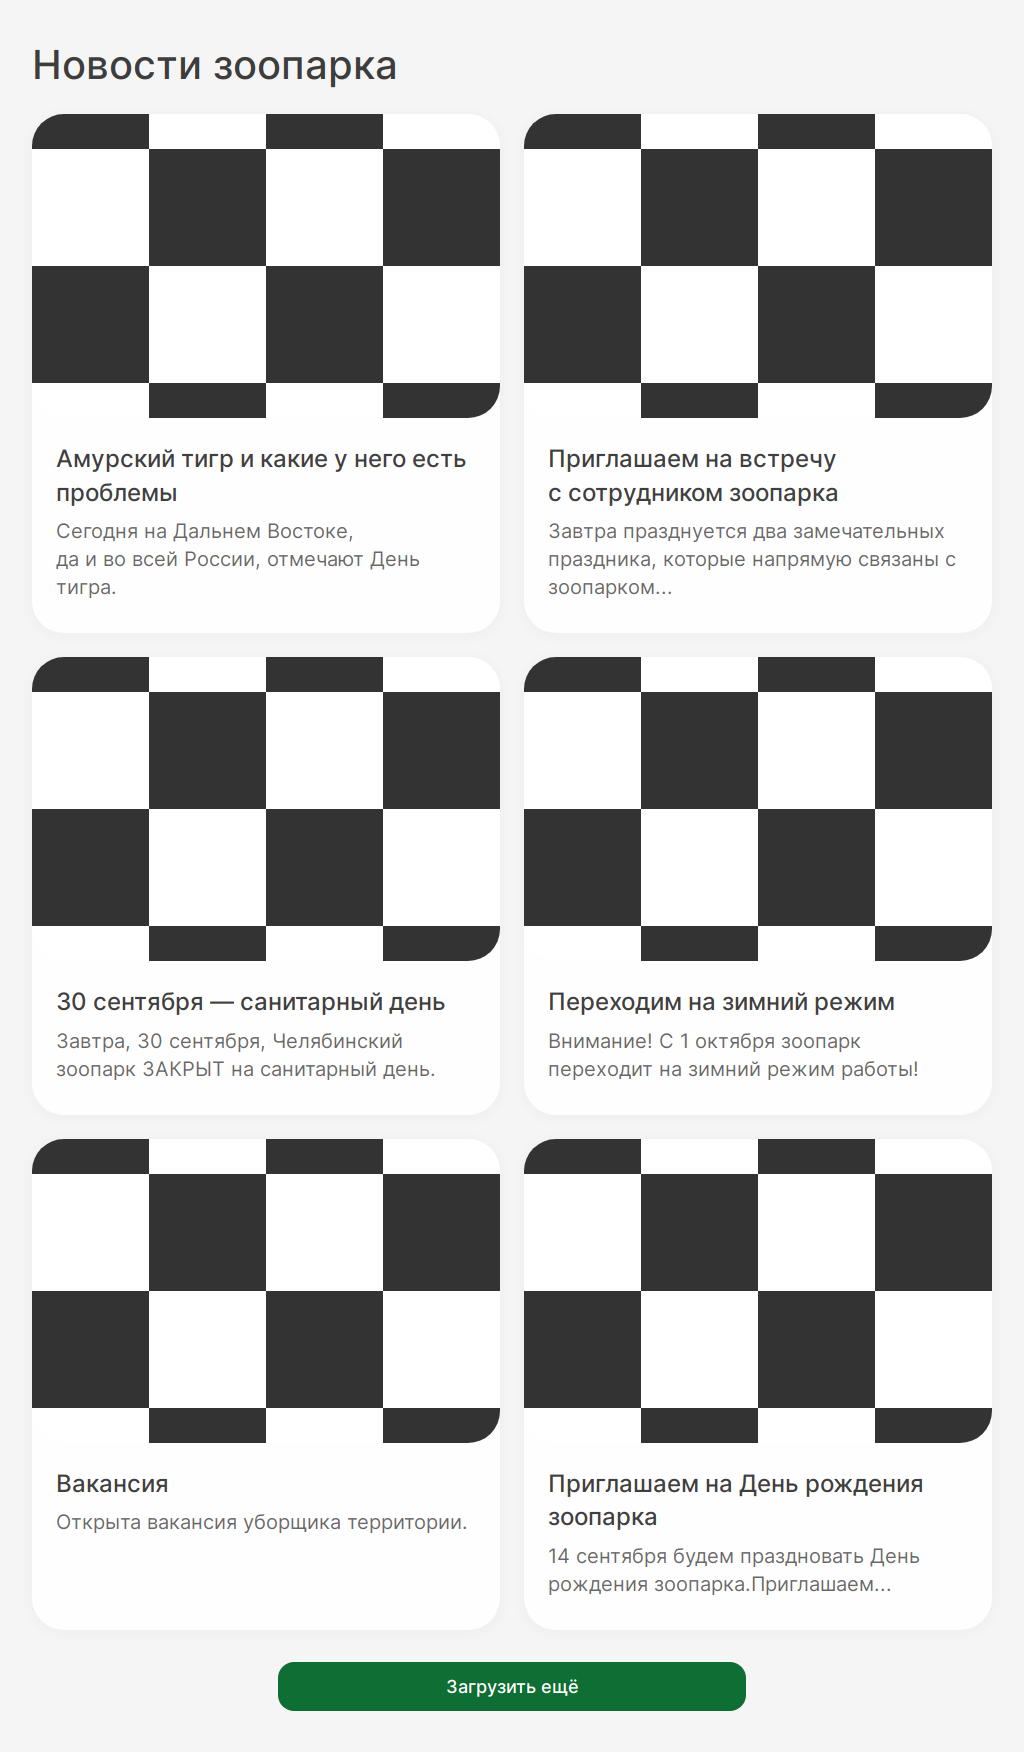 Новости зоопарка
Амурский тигр и какие у него есть
проблемы
Сегодня на Дальнем Востоке,
да и во всей России, отмечают День
тигра.
Приглашаем на встречу
с сотрудником зоопарка
Завтра празднуется два замечательных
праздника, которые напрямую связаны с
зоопарком...
30 сентября — санитарный день
Завтра, 30 сентября, Челябинский
зоопарк ЗАКРЫТ на санитарный день.
Переходим на зимний режим
Внимание! С 1 октября зоопарк
переходит на зимний режим работы!
Вакансия
Открыта вакансия уборщика территории.
Приглашаем на День рождения
зоопарка
14 сентября будем праздновать День
рождения зоопарка.Приглашаем...
Загрузить ещё